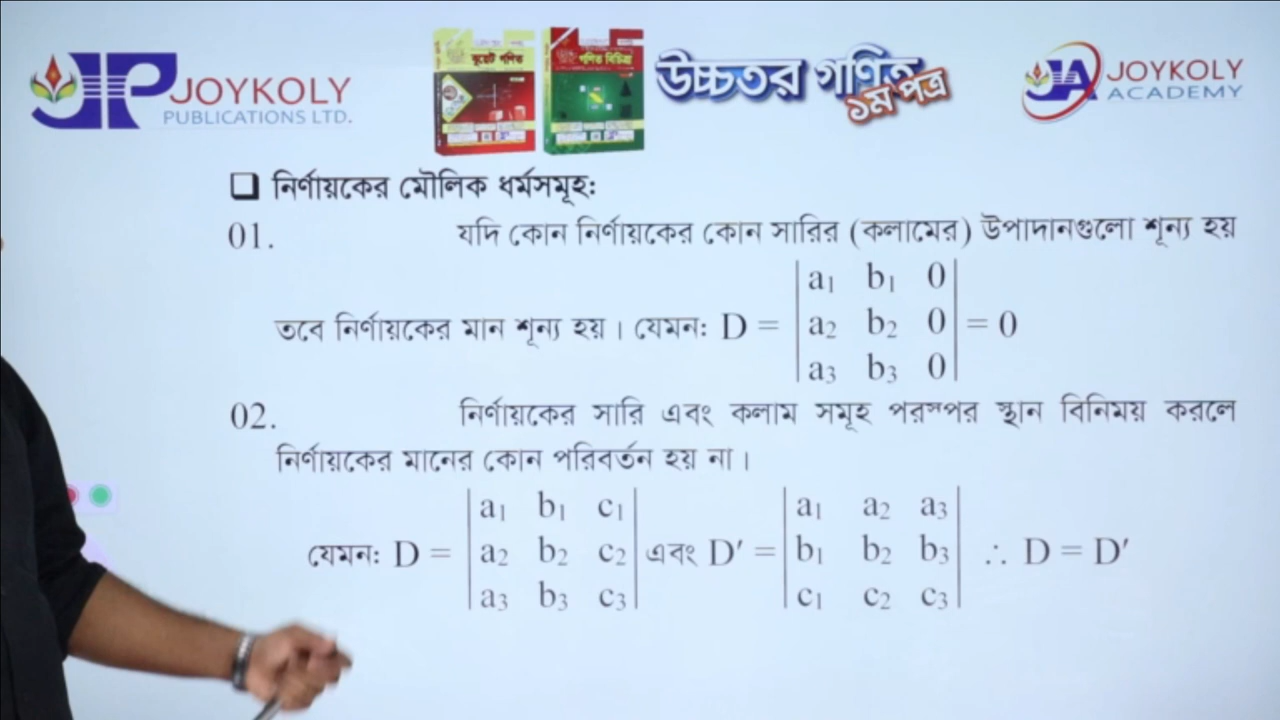 JP JOYKOLY
PUBLICATIONS LTD.
উচ্চতর গণিত
১ম পত্র
JA JOYKOLY
ACADEMY
❑ নির্ণায়কের মৌলিক ধর্মসমূহঃ
01. যদি কোন নির্ণায়কের কোন সারির (কলামের) উপাদানগুলো শূন্য হয়
a₁ b₁ 0
তবে নির্ণায়কের মান শূন্য হয়। যেমনঃ D = a₂ b₂ 0 = 0
a₃ b₃ 0
02. নির্ণায়কের সারি এবং কলাম সমূহ পরস্পর স্থান বিনিময় করলে
নির্ণায়কের মানের কোন পরিবর্তন হয় না।
a₁ b₁ c₁ a₁ a₂ a₃
যেমনঃ D = a₂ b₂ c₂ এবং D′ = b₁ b₂ b₃ ∴ D = D′
a₃ b₃ c₃ c₁ c₂ c₃